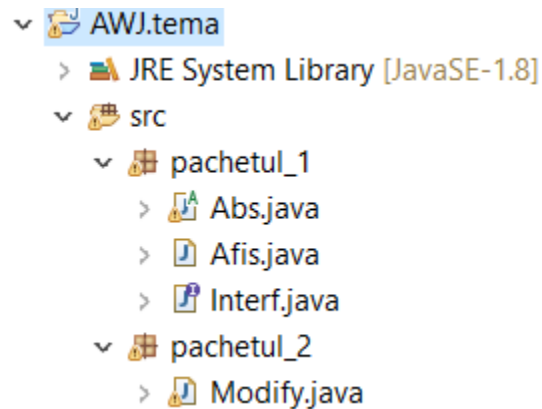 AWJ.tema
JRE System Library [JavaSE-1.8]
src
pachetul_1
Abs.java
Afis.java
Interf.java
pachetul_2
Modify.java